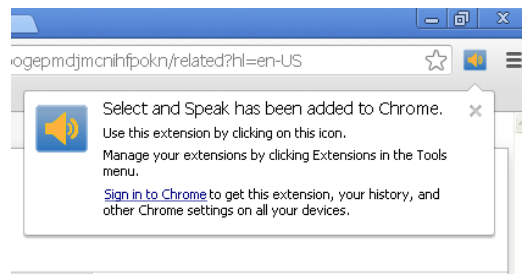 ogepmdjmcnihfpokn/related?hl=en-US
Select and Speak has been added to Chrome.
Use this extension by clicking on this icon.
Manage your extensions by clicking Extensions in the Tools
menu.
Sign in to Chrome to get this extension, your history, and
other Chrome settings on all your devices.